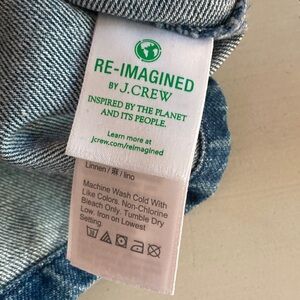 RE-IMAGINED
BY J.CREW
INSPIRED BY THE PLANET
AND ITS PEOPLE.
Learn more at
jcrew.com/reimagined
Linnen / 麻 / lino
Machine Wash Cold With
Like Colors. Non-Chlorine
Bleach Only. Tumble Dry
Low. Iron on Lowest
Setting.